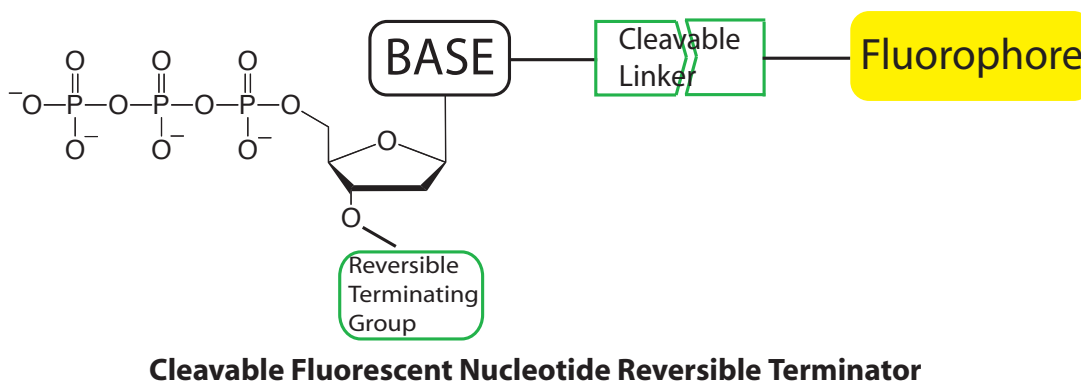 O O O
⁻O–P–O–P–O–P–O
O⁻ O⁻ O⁻
BASE
Cleavable
Linker
Fluorophore
O
O
Reversible
Terminating
Group
Cleavable Fluorescent Nucleotide Reversible Terminator